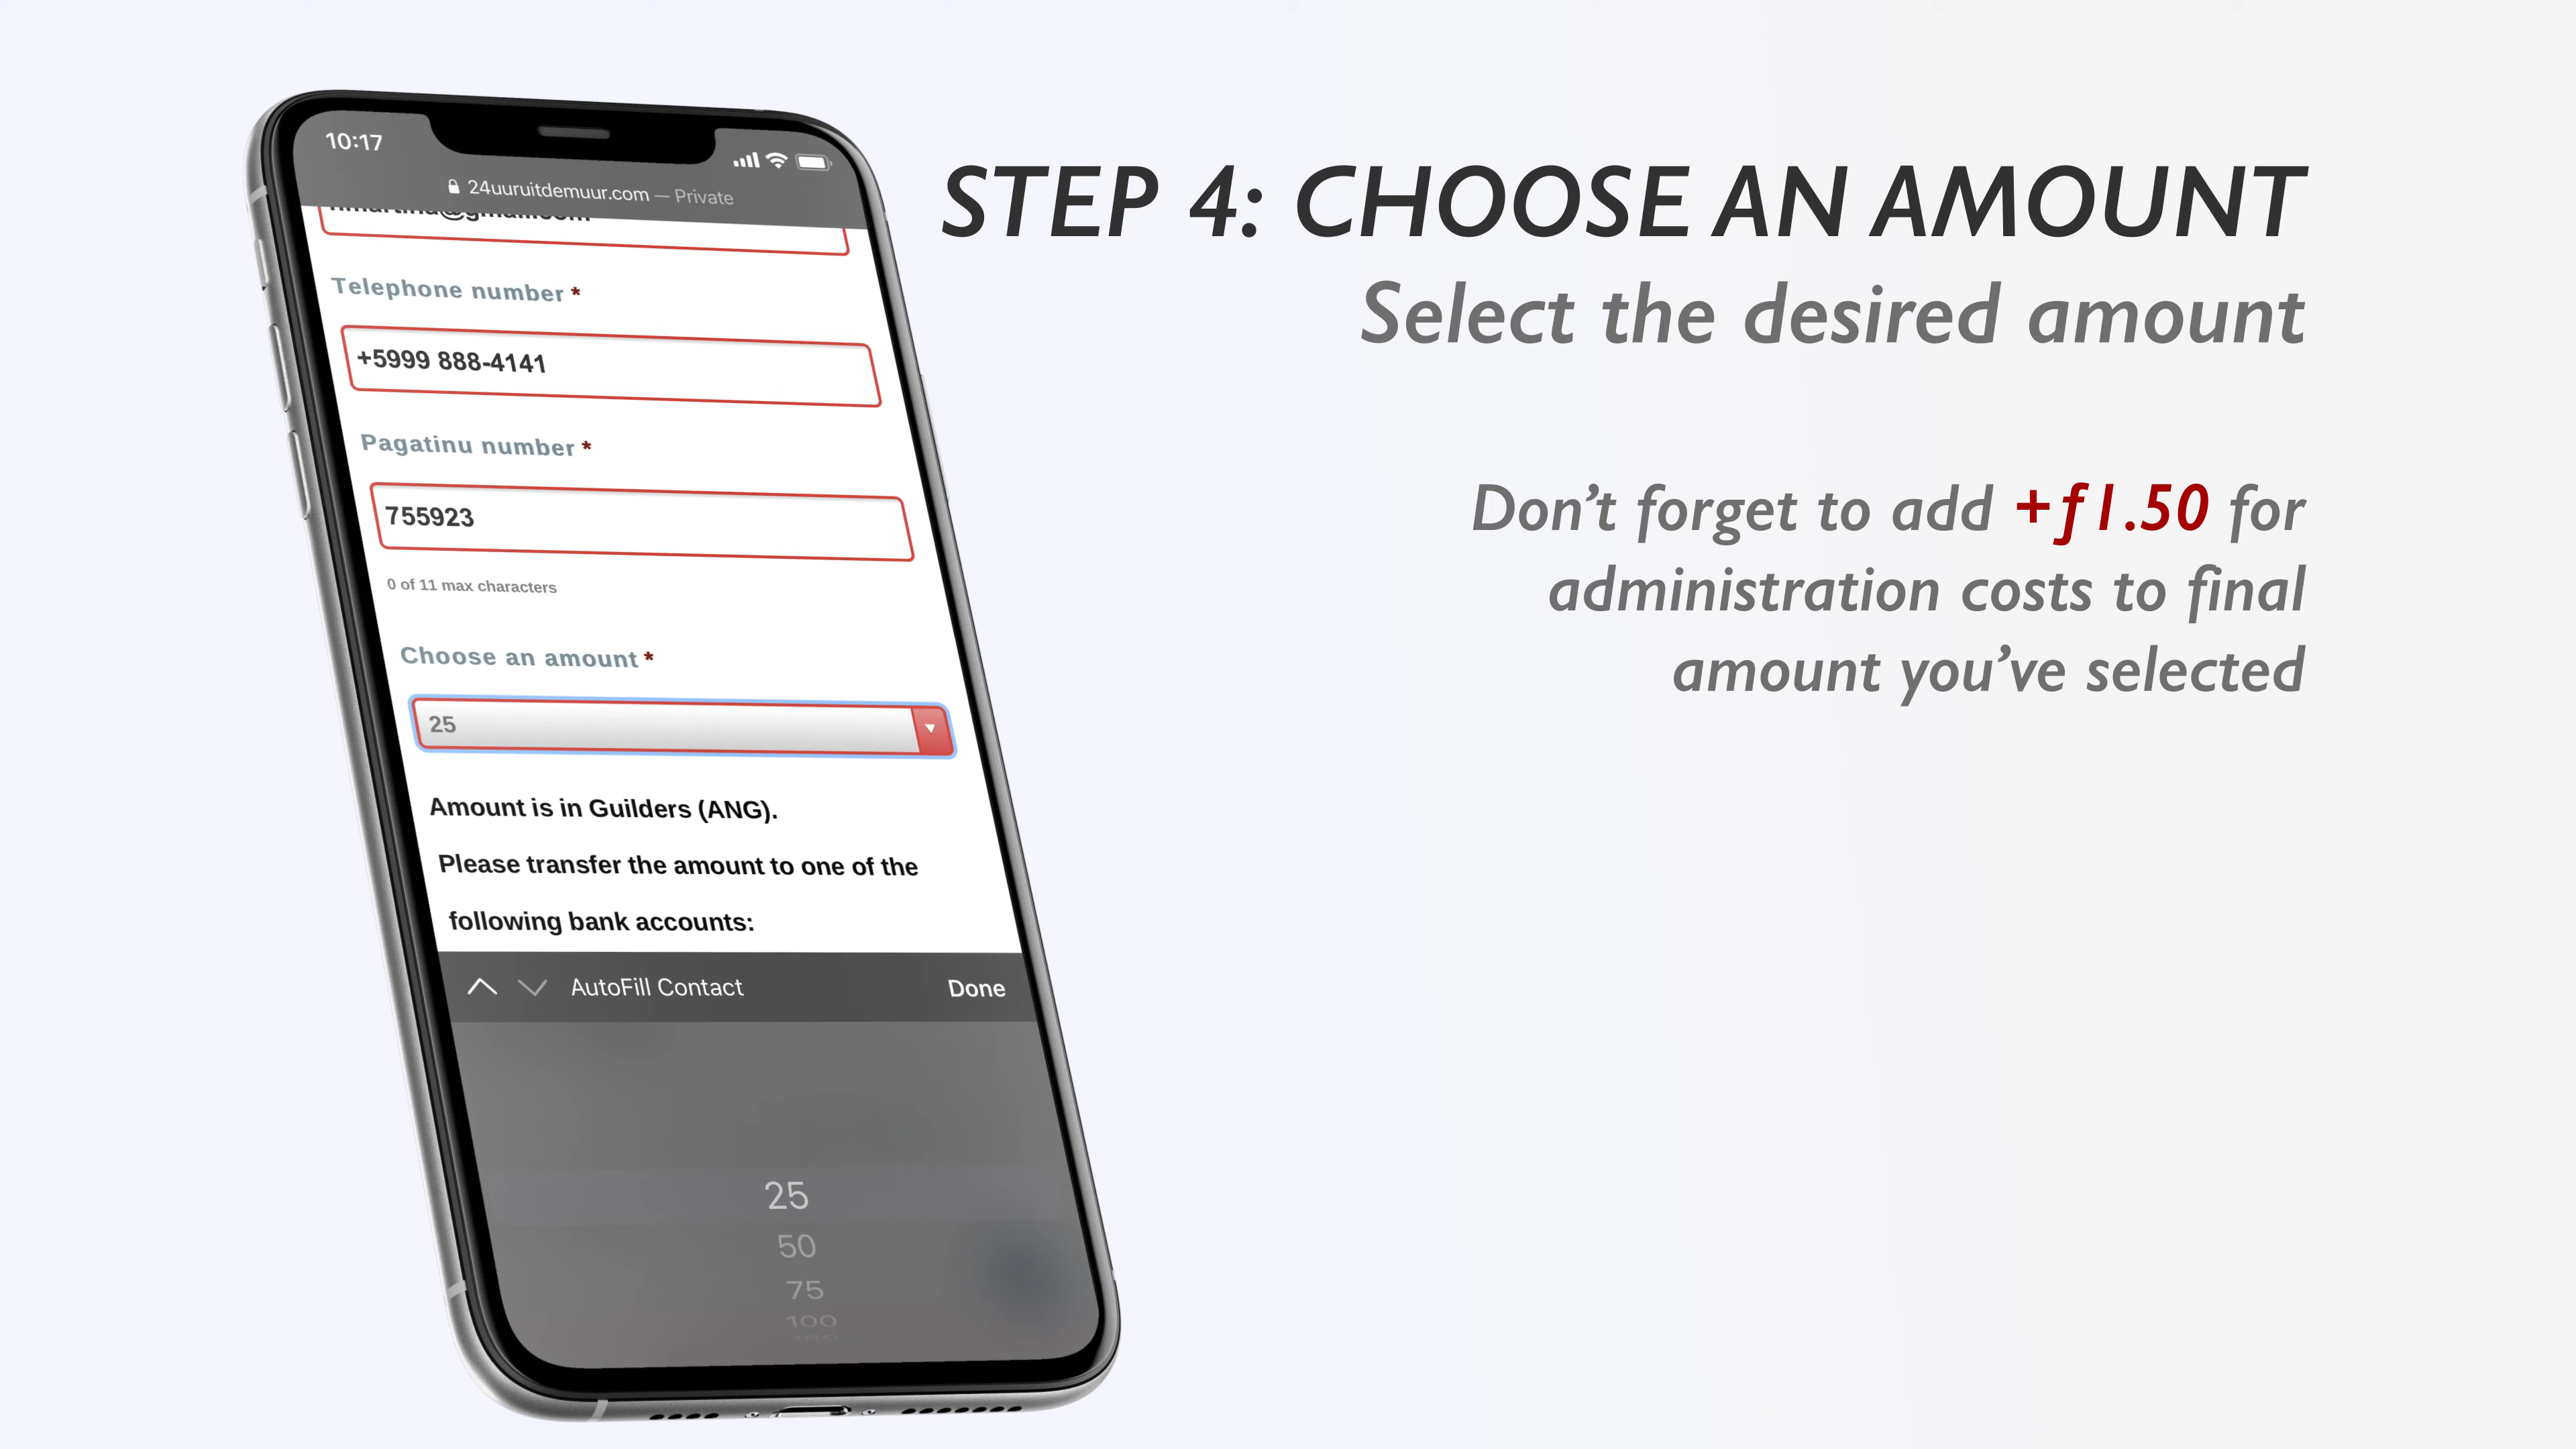 10:17
24uuruitdemuur.com — Private
Telephone number *
+5999 888-4141
Pagatinu number *
755923
0 of 11 max characters
Choose an amount *
25
Amount is in Guilders (ANG).
Please transfer the amount to one of the
following bank accounts:
AutoFill Contact
Done
25
50
75
100
STEP 4: CHOOSE AN AMOUNT
Select the desired amount
Don’t forget to add +ƒ1.50 for
administration costs to final
amount you’ve selected